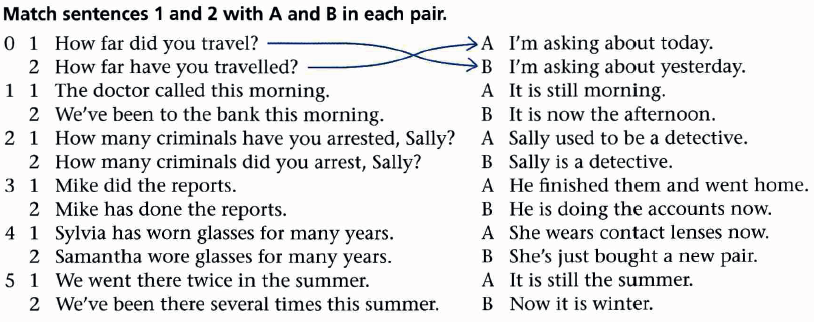 Match sentences 1 and 2 with A and B in each pair.
0 1 How far did you travel? A I'm asking about today.
2 How far have you travelled? B I'm asking about yesterday.
1 1 The doctor called this morning. A It is still morning.
2 We've been to the bank this morning. B It is now the afternoon.
2 1 How many criminals have you arrested, Sally? A Sally used to be a detective.
2 How many criminals did you arrest, Sally? B Sally is a detective.
3 1 Mike did the reports. A He finished them and went home.
2 Mike has done the reports. B He is doing the accounts now.
4 1 Sylvia has worn glasses for many years. A She wears contact lenses now.
2 Samantha wore glasses for many years. B She's just bought a new pair.
5 1 We went there twice in the summer. A It is still the summer.
2 We've been there several times this summer. B Now it is winter.